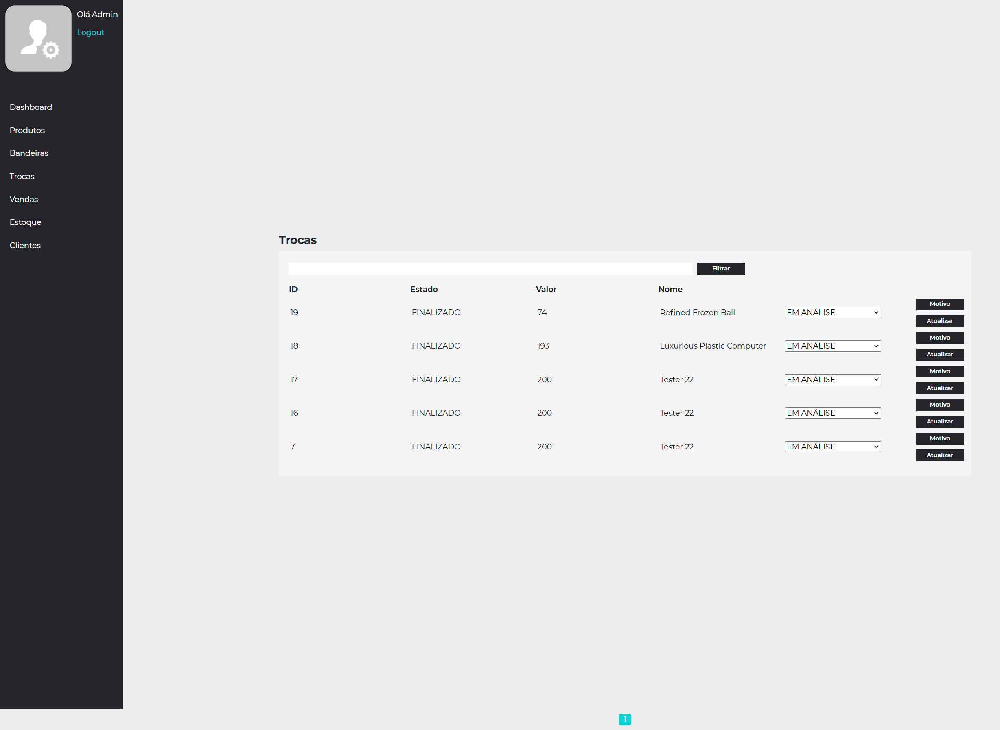 Olá Admin
Logout
Dashboard
Produtos
Bandeiras
Trocas
Vendas
Estoque
Clientes
Trocas
Filtrar
ID Estado Valor Nome
19 FINALIZADO 74 Refined Frozen Ball EM ANÁLISE Motivo
Atualizar
18 FINALIZADO 193 Luxurious Plastic Computer EM ANÁLISE Motivo
Atualizar
17 FINALIZADO 200 Tester 22 EM ANÁLISE Motivo
Atualizar
16 FINALIZADO 200 Tester 22 EM ANÁLISE Motivo
Atualizar
7 FINALIZADO 200 Tester 22 EM ANÁLISE Motivo
Atualizar
1